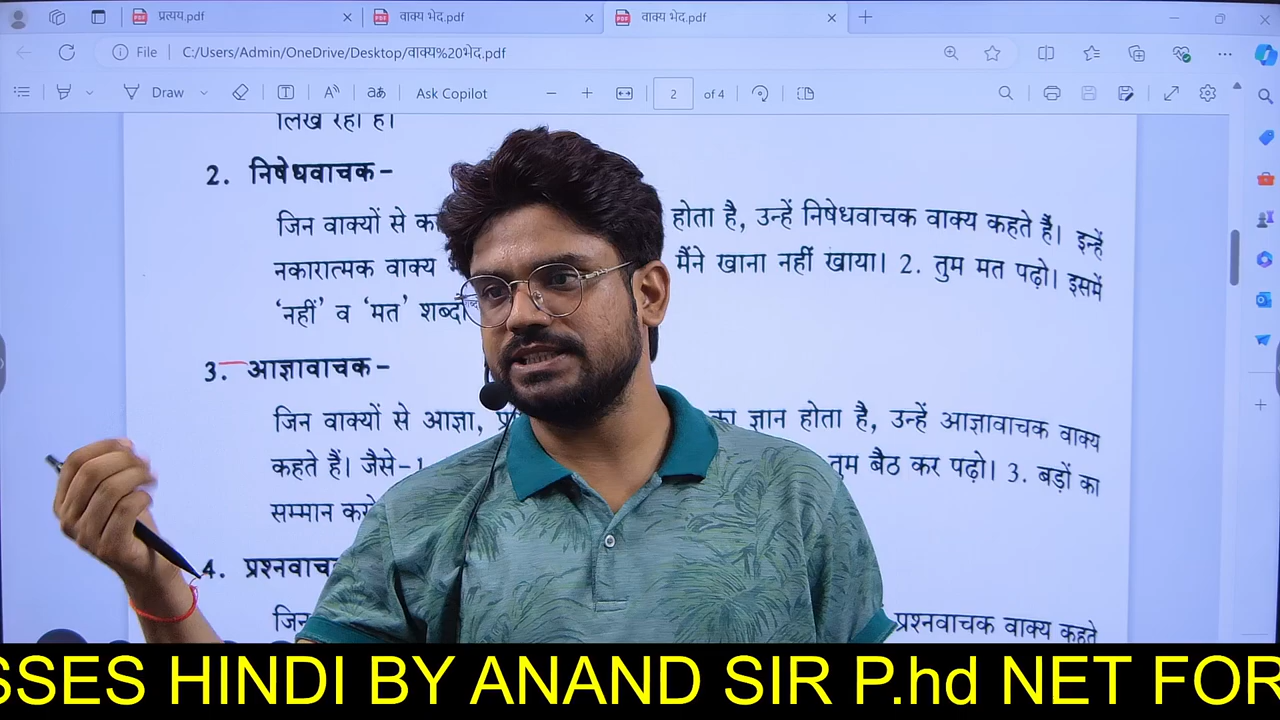 प्रत्यय.pdf
वाक्य भेद.pdf
वाक्य भेद.pdf
File C:/Users/Admin/OneDrive/Desktop/वाक्य%20भेद.pdf
Draw
Ask Copilot
2 of 4
लिख रहा है।
2. निषेधवाचक-
जिन वाक्यों से होता है, उन्हें निषेधवाचक वाक्य कहते हैं। इन्हें
नकारात्मक वाक्य मैंने खाना नहीं खाया। 2. तुम मत पढ़ो। इसमें
‘नहीं’ व ‘मत’ शब्दों
3. आज्ञावाचक-
जिन वाक्यों से आज्ञा, का ज्ञान होता है, उन्हें आज्ञावाचक वाक्य
कहते हैं। जैसे-1 तुम बैठ कर पढ़ो। 3. बड़ों का
सम्मान
4. प्रश्नवाच
जिन प्रश्नवाचक वाक्य कहते
SSES HINDI BY ANAND SIR P.hd NET FOR